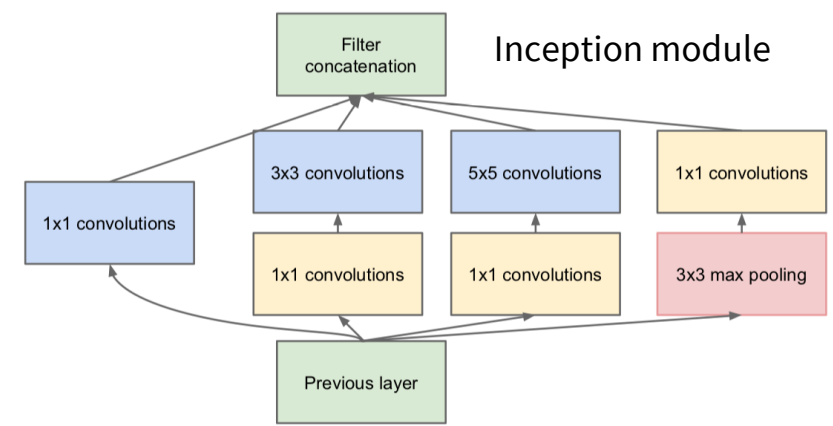 Filter
concatenation
Inception module
3x3 convolutions
5x5 convolutions
1x1 convolutions
1x1 convolutions
1x1 convolutions
1x1 convolutions
3x3 max pooling
Previous layer